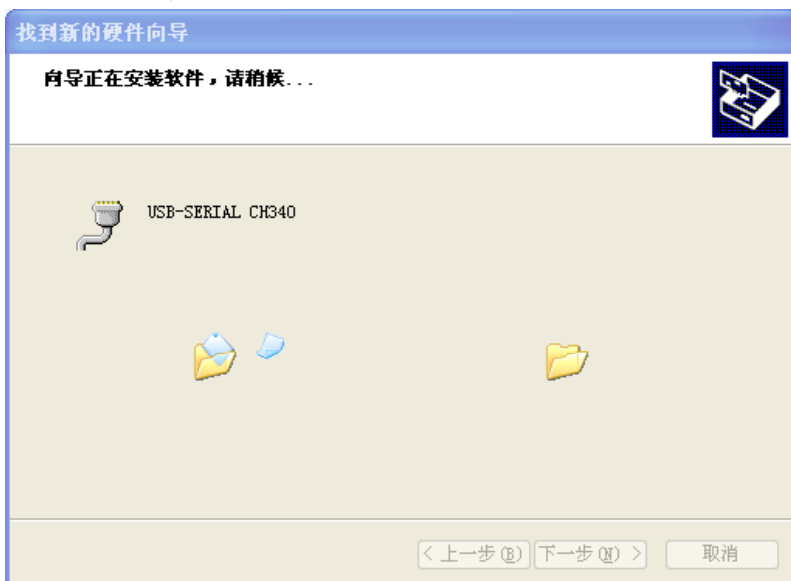 找到新的硬件向导
向导正在安装软件，请稍候...
USB-SERIAL CH340
< 上一步(B) 下一步(N) > 取消